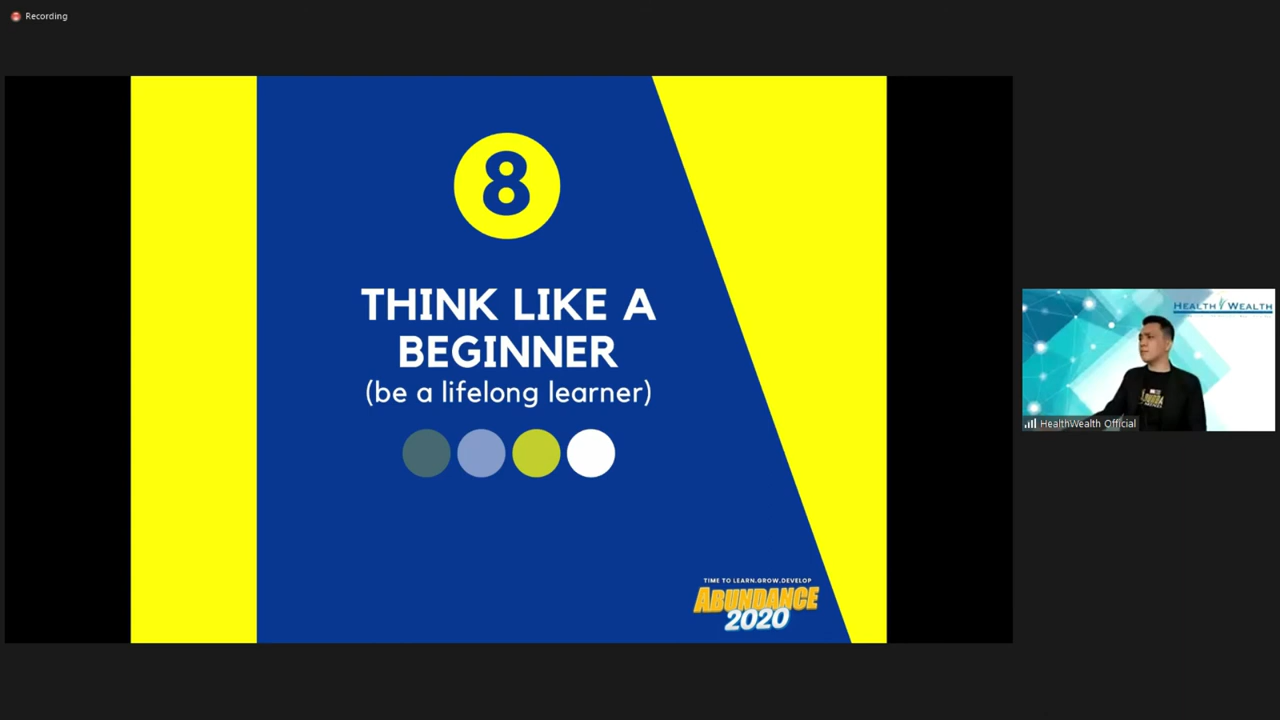 Recording
8
THINK LIKE A
BEGINNER
(be a lifelong learner)
TIME TO LEARN.GROW.DEVELOP
ABUNDANCE
2020
HEALTH WEALTH
HealthWealth Official